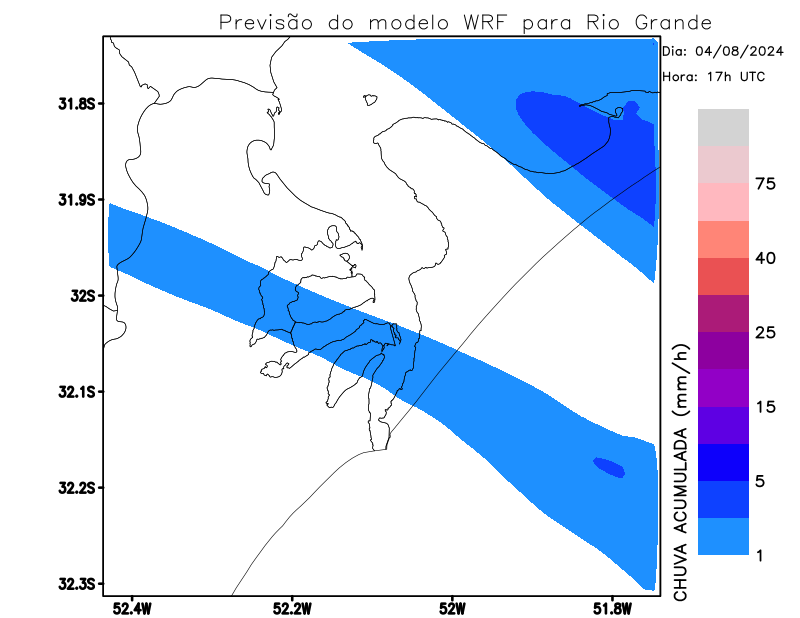 Previsão do modelo WRF para Rio Grande
Dia: 04/08/2024
Hora: 17h UTC
31.8S
31.9S
32S
32.1S
32.2S
32.3S
52.4W
52.2W
52W
51.8W
CHUVA ACUMULADA (mm/h)
75
40
25
15
5
1